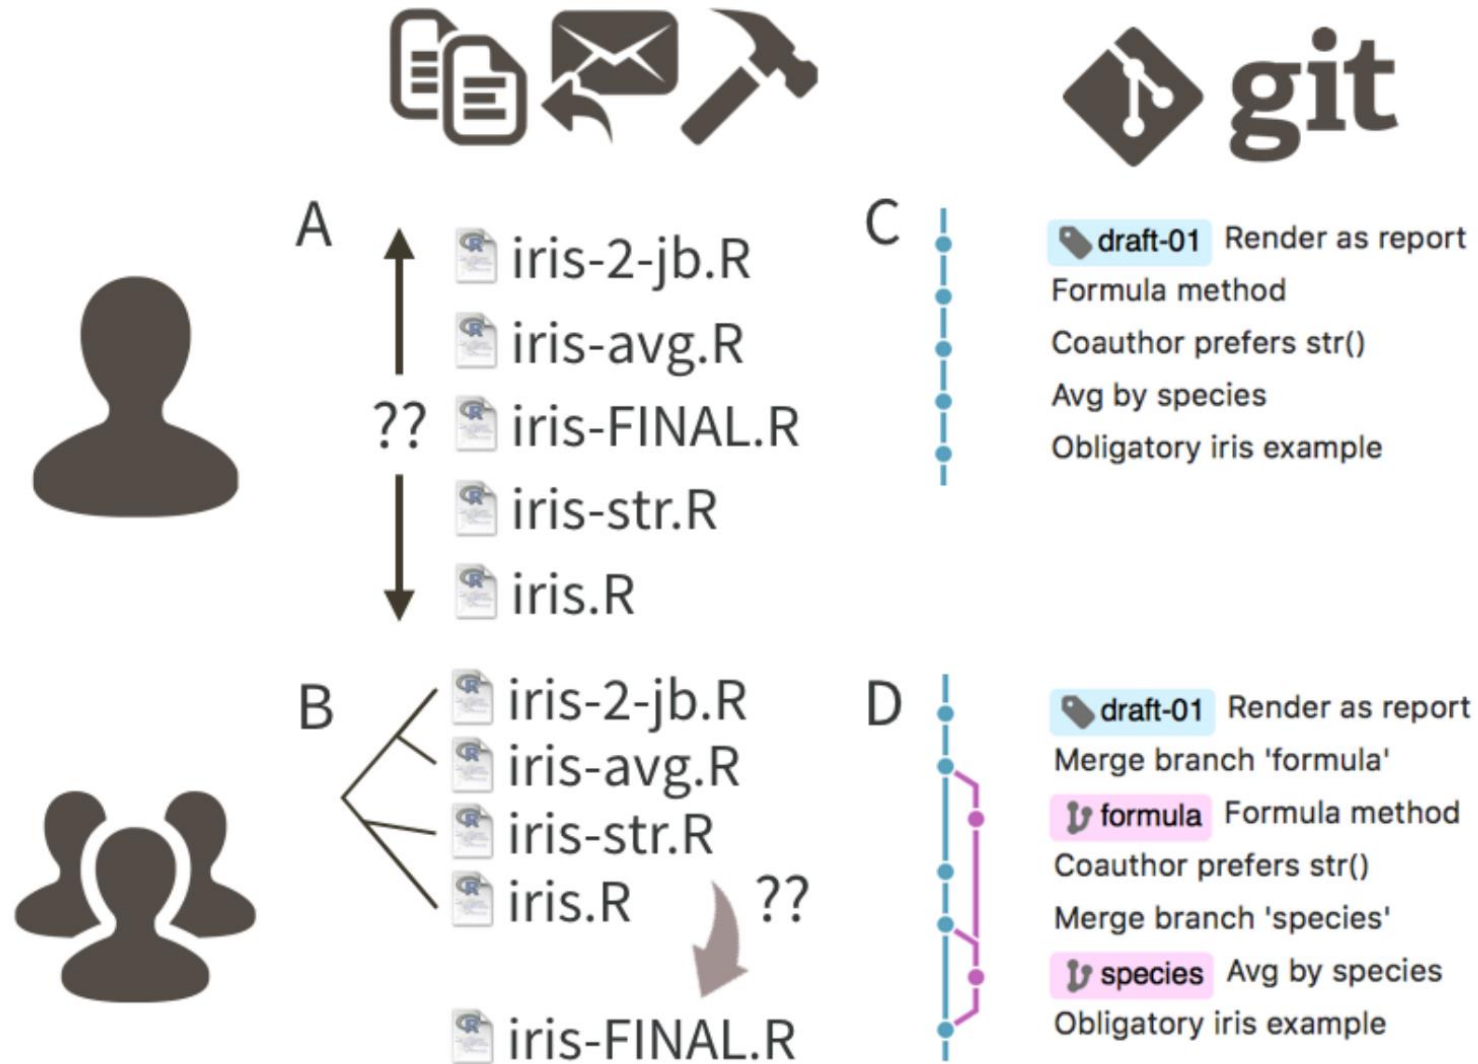 git
A
iris-2-jb.R
iris-avg.R
??
iris-FINAL.R
iris-str.R
iris.R
C
draft-01 Render as report
Formula method
Coauthor prefers str()
Avg by species
Obligatory iris example
B
iris-2-jb.R
iris-avg.R
iris-str.R
iris.R
??
iris-FINAL.R
D
draft-01 Render as report
Merge branch 'formula'
formula Formula method
Coauthor prefers str()
Merge branch 'species'
species Avg by species
Obligatory iris example